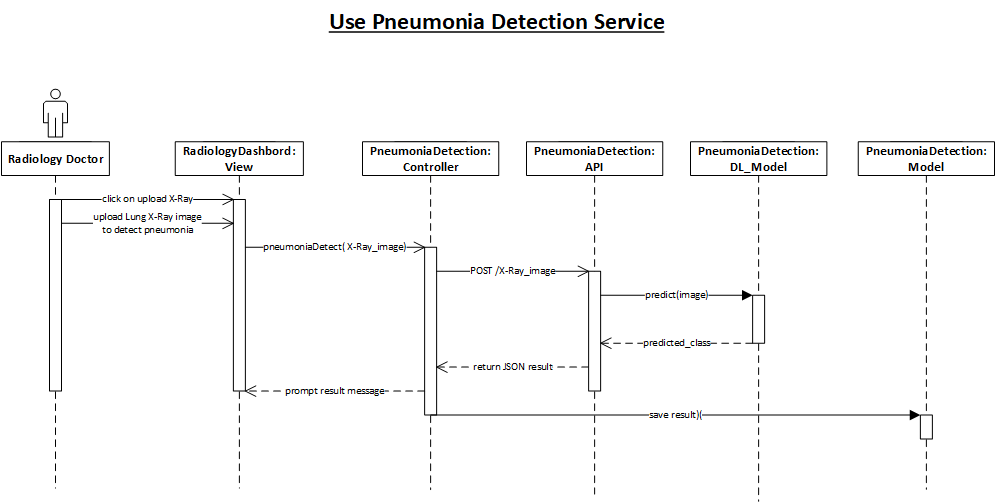 Use Pneumonia Detection Service
Radiology Doctor
RadiologyDashbord:
View
PneumoniaDetection:
Controller
PneumoniaDetection:
API
PneumoniaDetection:
DL_Model
PneumoniaDetection:
Model
click on upload X-Ray
upload Lung X-Ray image
to detect pneumonia
pneumoniaDetect( X-Ray_image)
POST /X-Ray_image
predict(image)
predicted_class
return JSON result
prompt result message
save result)(